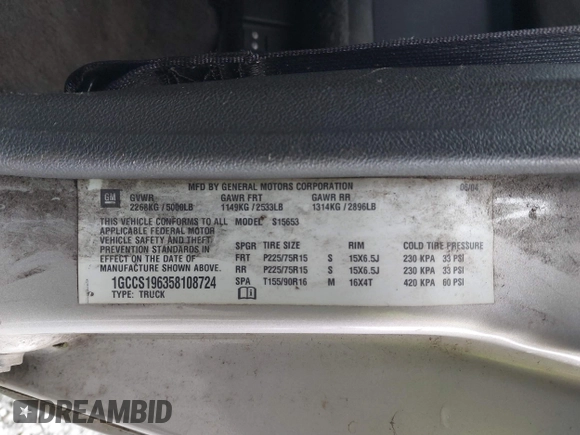 MFD BY GENERAL MOTORS CORPORATION
GM GVWR GAWR FRT GAWR RR
2268KG / 5000LB 1149KG / 2533LB 1314KG / 2896LB
THIS VEHICLE CONFORMS TO ALL MODEL S15653
APPLICABLE FEDERAL MOTOR
VEHICLE SAFETY AND THEFT
PREVENTION STANDARDS IN
EFFECT ON THE DATE OF
MANUFACTURE SHOWN ABOVE.
1GCCS196358108724
TYPE: TRUCK
SPGR TIRE SIZE RIM COLD TIRE PRESSURE
FRT P225/75R15 S 15X6.5J 230 KPA 33 PSI
RR P225/75R15 S 15X6.5J 230 KPA 33 PSI
SPA T155/90R16 M 16X4T 420 KPA 60 PSI
DREAMBID